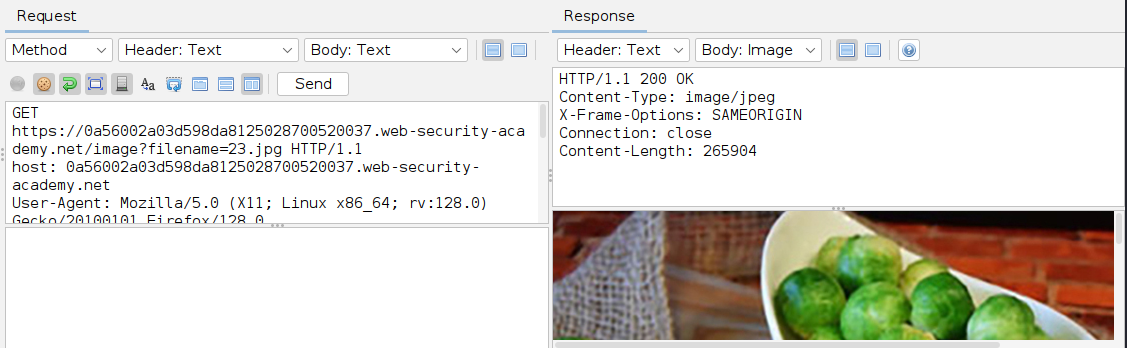 Request
Method Header: Text Body: Text
Aa Send
GET
https://0a56002a03d598da8125028700520037.web-security-aca
demy.net/image?filename=23.jpg HTTP/1.1
host: 0a56002a03d598da8125028700520037.web-security-
academy.net
User-Agent: Mozilla/5.0 (X11; Linux x86_64; rv:128.0)
Gecko/20100101 Firefox/128.0
Response
Header: Text Body: Image
HTTP/1.1 200 OK
Content-Type: image/jpeg
X-Frame-Options: SAMEORIGIN
Connection: close
Content-Length: 265904